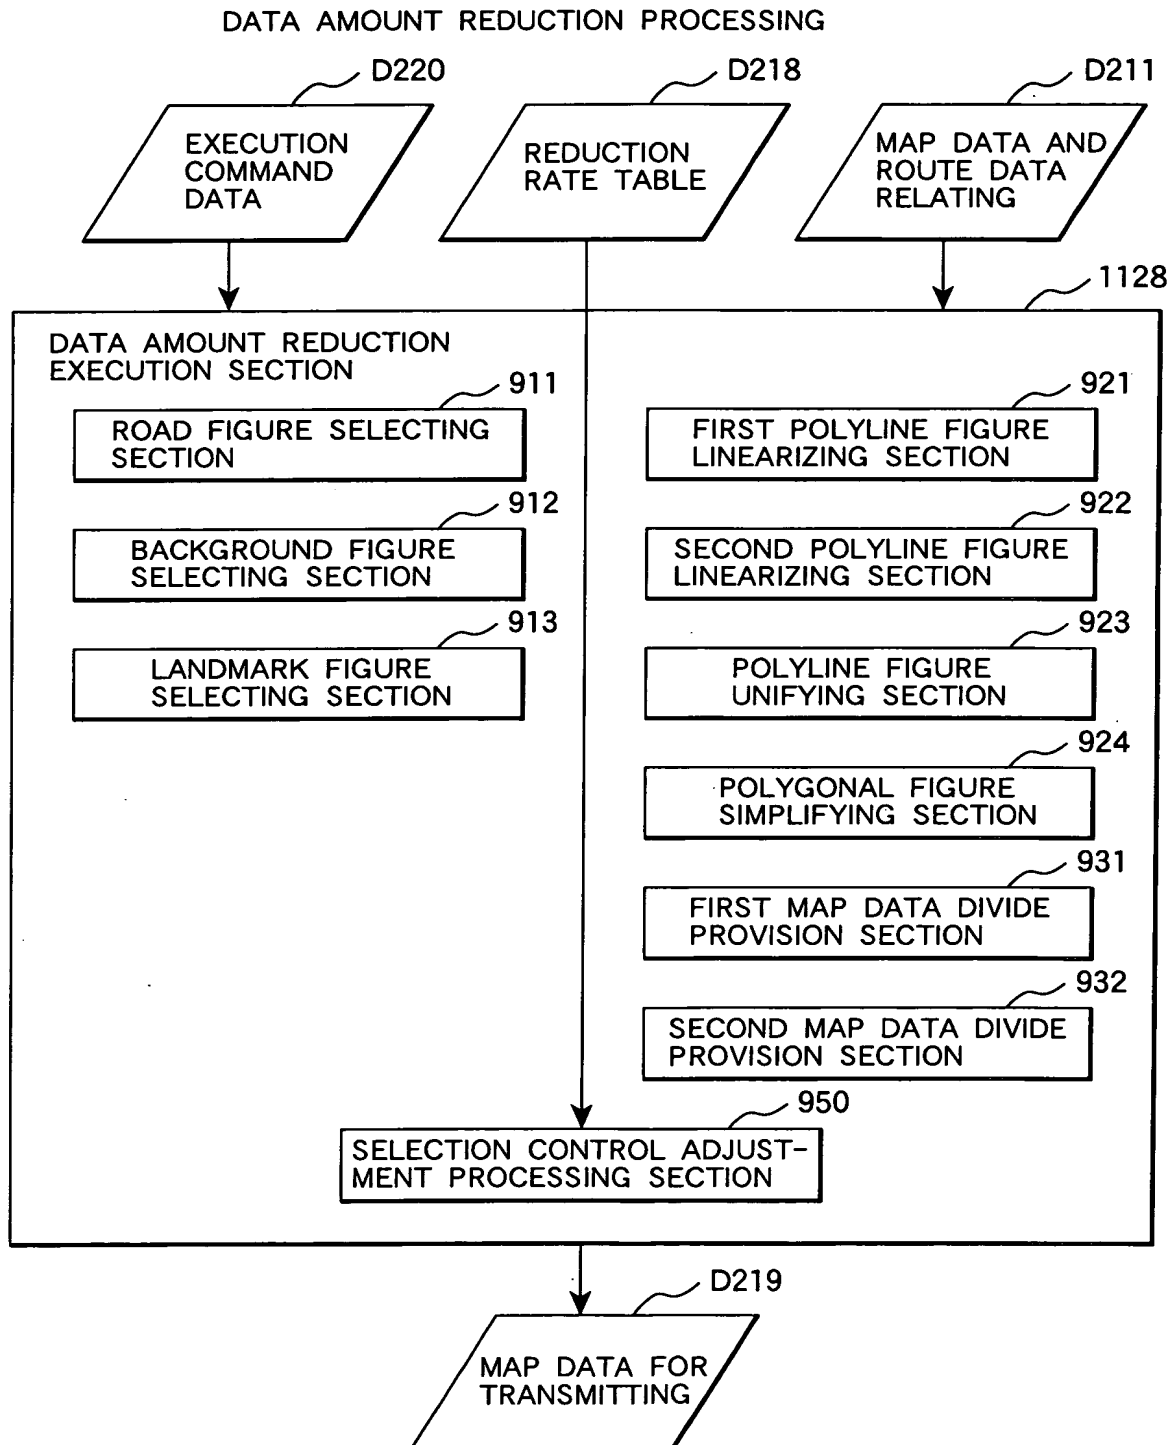 DATA AMOUNT REDUCTION PROCESSING
D220
D218
D211
EXECUTION
COMMAND
DATA
REDUCTION
RATE TABLE
MAP DATA AND
ROUTE DATA
RELATING
1128
DATA AMOUNT REDUCTION
EXECUTION SECTION
911
ROAD FIGURE SELECTING
SECTION
912
BACKGROUND FIGURE
SELECTING SECTION
913
LANDMARK FIGURE
SELECTING SECTION
921
FIRST POLYLINE FIGURE
LINEARIZING SECTION
922
SECOND POLYLINE FIGURE
LINEARIZING SECTION
923
POLYLINE FIGURE
UNIFYING SECTION
924
POLYGONAL FIGURE
SIMPLIFYING SECTION
931
FIRST MAP DATA DIVIDE
PROVISION SECTION
932
SECOND MAP DATA DIVIDE
PROVISION SECTION
950
SELECTION CONTROL ADJUST-
MENT PROCESSING SECTION
D219
MAP DATA FOR
TRANSMITTING